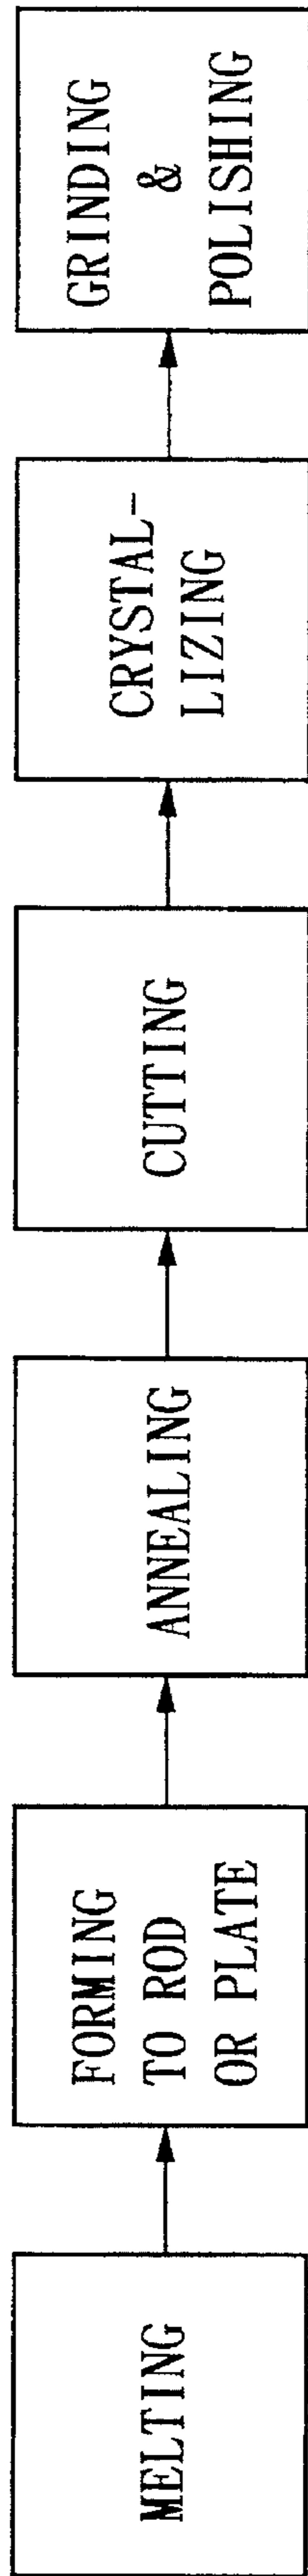 MELTING
FORMING
TO ROD
OR PLATE
ANNEALING
CUTTING
CRYSTAL-
LIZING
GRINDING
&
POLISHING